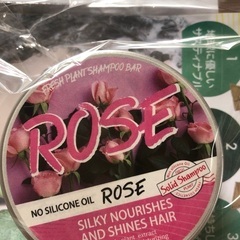 FRESH PLANT SHAMPOO BAR
ROSE
NO SILICONE OIL ROSE
Solid Shampoo
SILKY NOURISHES
AND SHINES HAIR
extract
1
2
3